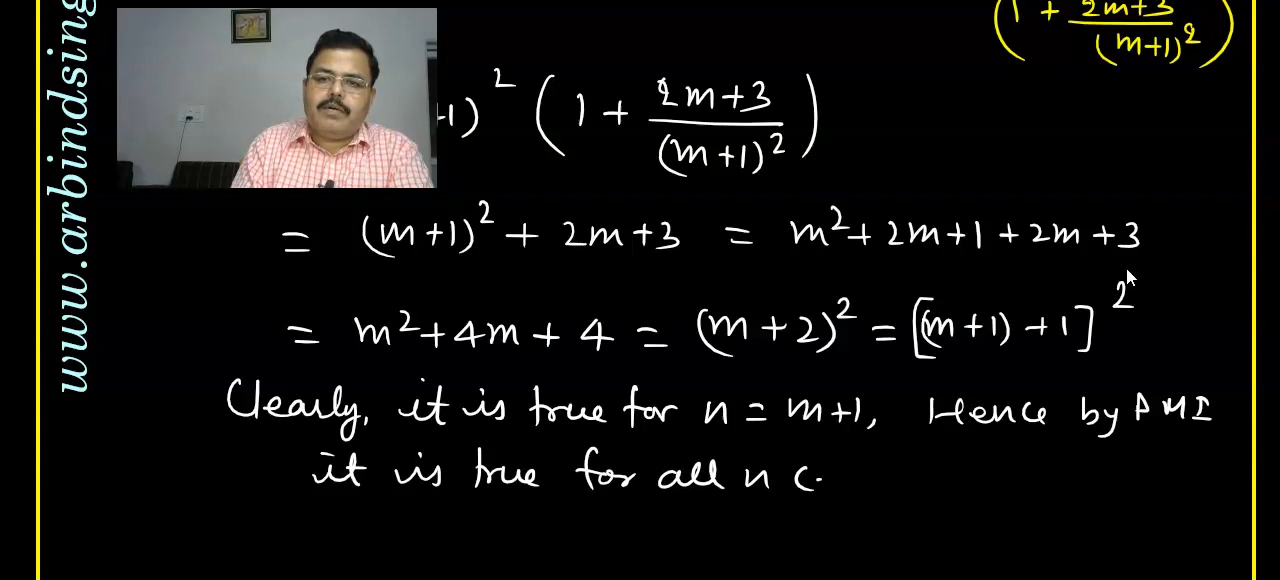 www.arbindsing
(1 + 2m+3/(m+1)²)
+1)² (1 + 2m+3/(m+1)²)
= (m+1)² + 2m+3 = m²+2m+1+2m+3
= m²+4m+4 = (m+2)² = [(m+1)+1]²
Clearly, it is true for n = m+1, Hence by PMI
it is true for all n